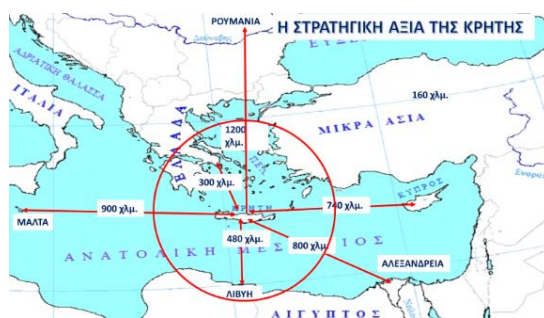 ΡΟΥΜΑΝΙΑ
Η ΣΤΡΑΤΗΓΙΚΗ ΑΞΙΑ ΤΗΣ ΚΡΗΤΗΣ
ΑΔΡΙΑΤΙΚΗ ΘΑΛΑΣΣΑ
ΙΤΑΛΙΑ
ΕΛΛΑΔΑ
160 χλμ.
ΜΙΚΡΑ ΑΣΙΑ
1200
χλμ.
300 χλμ.
ΚΥΠΡΟΣ
ΚΡΗΤΗ
900 χλμ.
740 χλμ.
ΜΑΛΤΑ
480 χλμ.
800 χλμ.
ΑΝΑΤΟΛΙΚΗ
ΑΛΕΞΑΝΔΡΕΙΑ
ΛΙΒΥΗ
ΑΙΓΥΠΤΟΣ